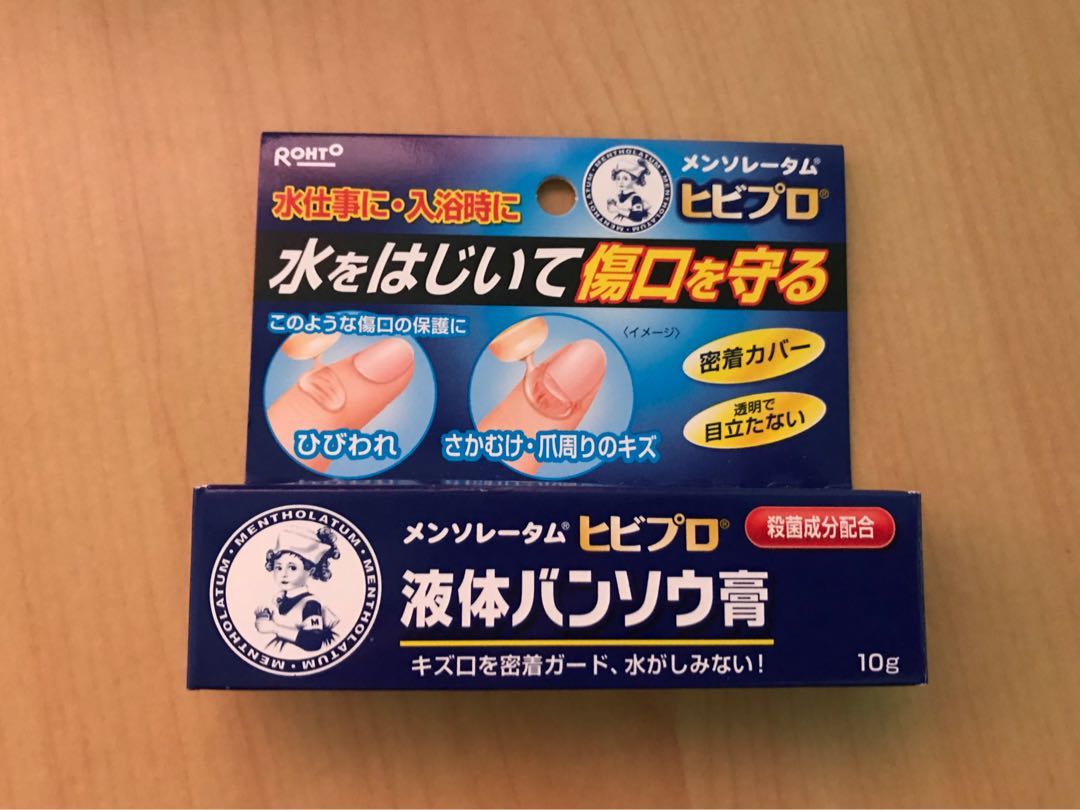 ROHTO
メンソレータム®
ヒビプロ®
MENTHOLATUM・MENTHOLATUM・MENTHOLATUM・
水仕事に・入浴時に
水をはじいて傷口を守る
このような傷口の保護に
〈イメージ〉
密着カバー
透明で
目立たない
ひびわれ
さかむけ・爪周りのキズ
メンソレータム® ヒビプロ®
殺菌成分配合
MENTHOLATUM・MENTHOLATUM・MENTHOLATUM・
M
液体バンソウ膏
キズ口を密着ガード、水がしみない!
10g